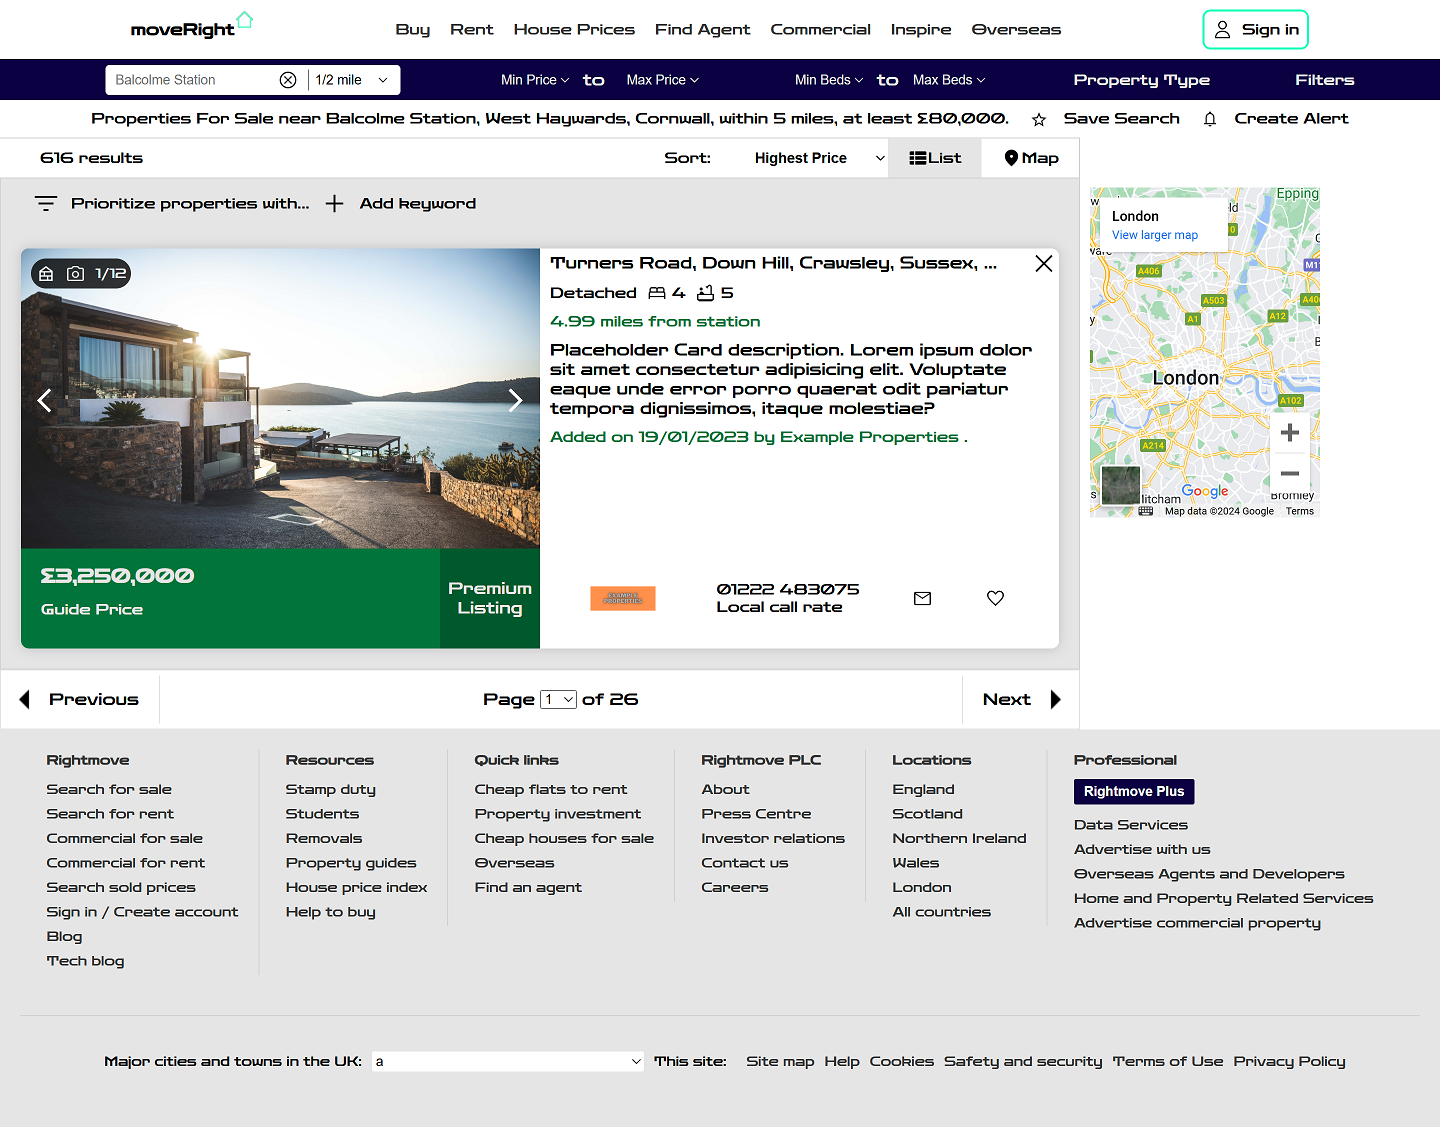 moveRight
Buy Rent House Prices Find Agent Commercial Inspire Overseas
Sign in
Balcolme Station 1/2 mile
Min Price to Max Price
Min Beds to Max Beds
Property Type
Filters
Properties For Sale near Balcolme Station, West Haywards, Cornwall, within 5 miles, at least £80,000.
Save Search
Create Alert
616 results
Sort: Highest Price
List
Map
Prioritize properties with...
Add keyword
1/12
Turners Road, Down Hill, Crawsley, Sussex, ...
Detached 4 5
4.99 miles from station
Placeholder Card description. Lorem ipsum dolor
sit amet consectetur adipisicing elit. Voluptate
eaque unde error porro quaerat odit pariatur
tempora dignissimos, itaque molestiae?
Added on 19/01/2023 by Example Properties .
£3,250,000
Guide Price
Premium
Listing
EXAMPLE
PROPERTIES
01222 483075
Local call rate
London
View larger map
Epping
A406
A503
A1
A12
London
A102
A214
Bromley
Google
Map data ©2024 Google Terms
Previous
Page 1 of 26
Next
Rightmove
Search for sale
Search for rent
Commercial for sale
Commercial for rent
Search sold prices
Sign in / Create account
Blog
Tech blog
Resources
Stamp duty
Students
Removals
Property guides
House price index
Help to buy
Quick links
Cheap flats to rent
Property investment
Cheap houses for sale
Overseas
Find an agent
Rightmove PLC
About
Press Centre
Investor relations
Contact us
Careers
Locations
England
Scotland
Northern Ireland
Wales
London
All countries
Professional
Rightmove Plus
Data Services
Advertise with us
Overseas Agents and Developers
Home and Property Related Services
Advertise commercial property
Major cities and towns in the UK: a
This site: Site map Help Cookies Safety and security Terms of Use Privacy Policy